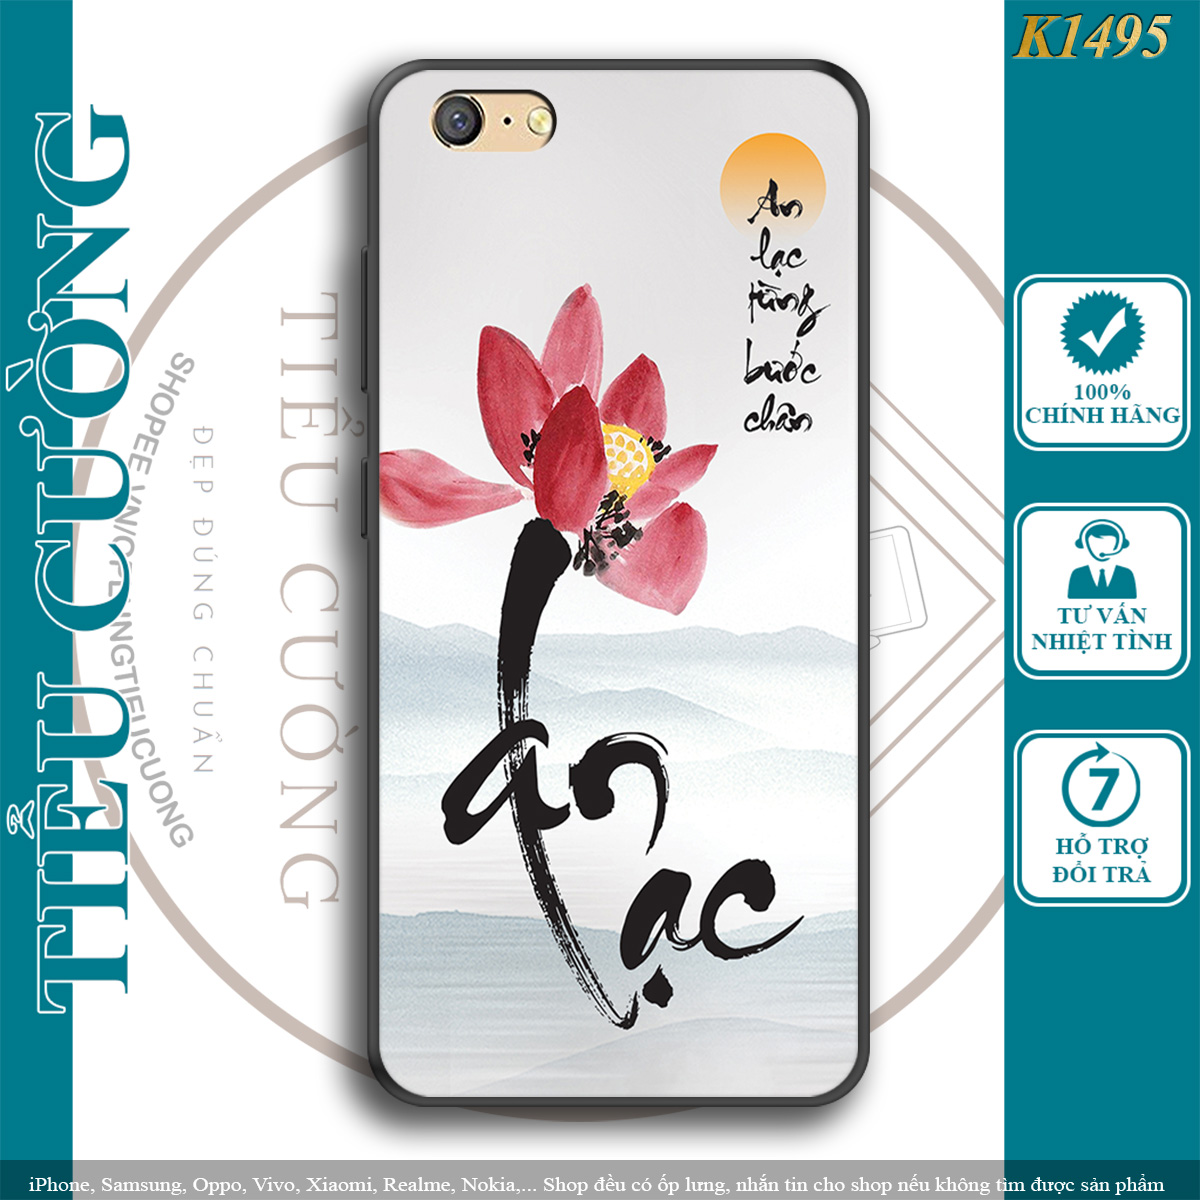 K1495
TIỂU CƯỜNG
TIỂU CƯỜNG
ĐẸP ĐÚNG CHUẨN
An
lạc
từng
bước
chân
an
lạc
100%
CHÍNH HÃNG
TƯ VẤN
NHIỆT TÌNH
7
HỖ TRỢ
ĐỔI TRẢ
iPhone, Samsung, Oppo, Vivo, Xiaomi, Realme, Nokia,... Shop đều có ốp lưng, nhắn tin cho shop nếu không tìm được sản phẩm